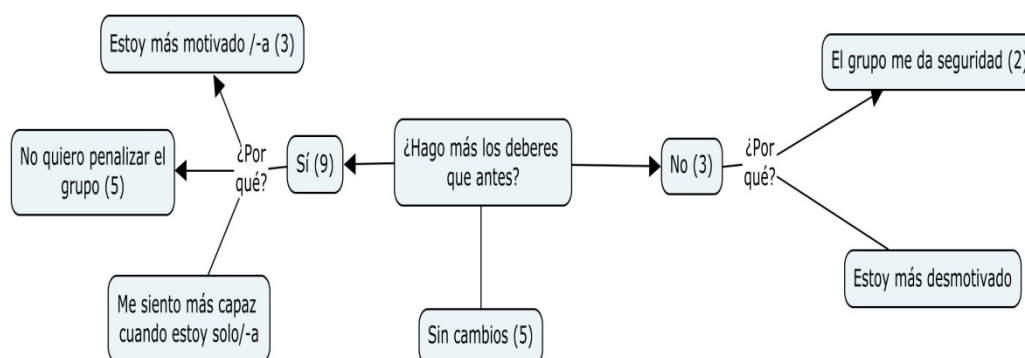 Estoy más motivado /-a (3)
El grupo me da seguridad (2)
No quiero penalizar el
grupo (5)
¿Por
qué?
Sí (9)
¿Hago más los deberes
que antes?
No (3)
¿Por
qué?
Me siento más capaz
cuando estoy solo/-a
Sin cambios (5)
Estoy más desmotivado